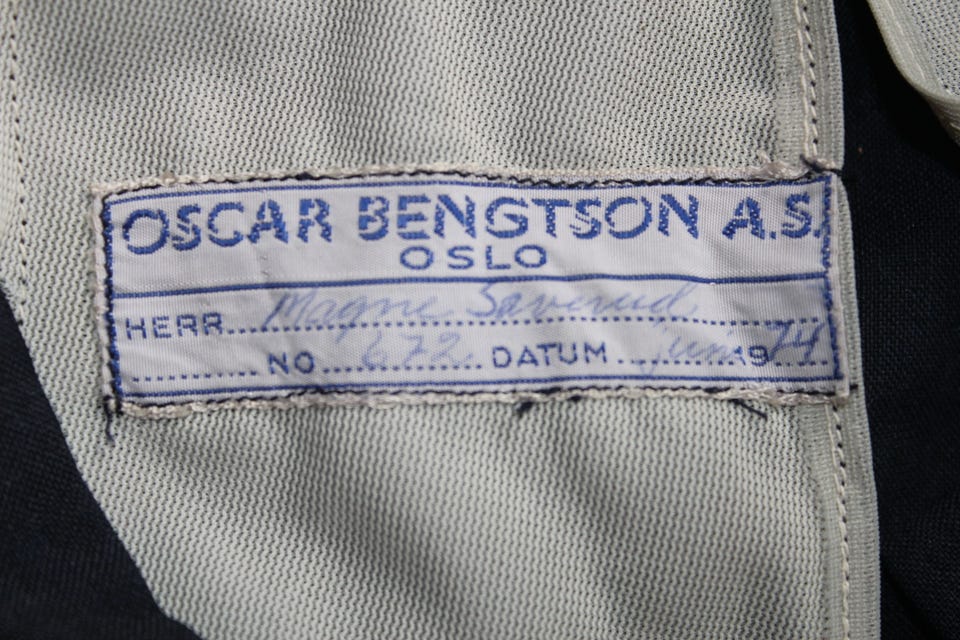 OSCAR BENGTSON A.S.
OSLO
HERR. Magne Sæverud
NO. 672 DATUM juni 1974